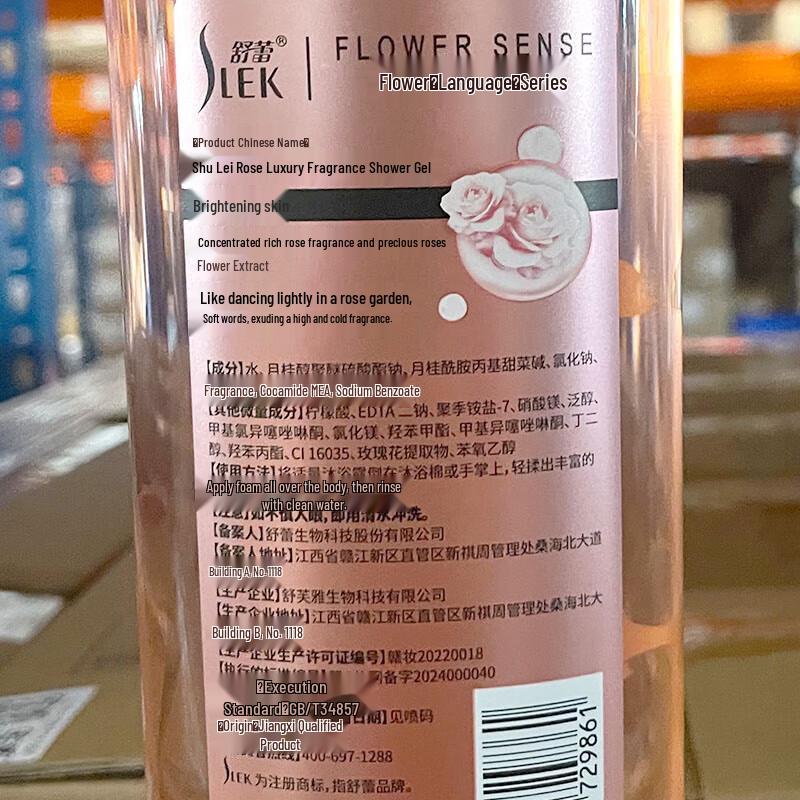 舒蕾®
SLEK
FLOWER SENSE
Flower Language Series
Product Chinese Name
Shu Lei Rose Luxury Fragrance Shower Gel
Brightening skin
Concentrated rich rose fragrance and precious roses
Flower Extract
Like dancing lightly in a rose garden,
Soft words, exuding a high and cold fragrance.
【成分】水、月桂醇聚醚硫酸酯钠、月桂酰胺丙基甜菜碱、氯化钠、
Fragrance, Cocamide MEA, Sodium Benzoate
【其他微量成分】柠檬酸、EDTA 二钠、聚季铵盐-7、硝酸镁、泛醇、
甲基氯异噻唑啉酮、氯化镁、羟苯甲酯、甲基异噻唑啉酮、丁二
醇、羟苯丙酯、CI 16035、玫瑰花提取物、苯氧乙醇
【使用方法】将适量沐浴露倒在沐浴棉或手掌上，轻揉出丰富的
Apply foam all over the body, then rinse
with clean water.
【注意】如不慎入眼，即用清水冲洗。
【备案人】舒蕾生物科技股份有限公司
【备案人地址】江西省赣江新区直管区新祺周管理处桑海北大道
Building A, No. 1118
【生产企业】舒芙雅生物科技有限公司
【生产企业地址】江西省赣江新区直管区新祺周管理处桑海北大
Building B, No. 1118
【生产企业生产许可证编号】赣妆20220018
备字2024000040
Execution
Standard GB/T34857
Origin Jiangxi Qualified
Product
日期】见喷码
400-697-1288
SLEK 为注册商标，指舒蕾品牌。
729861